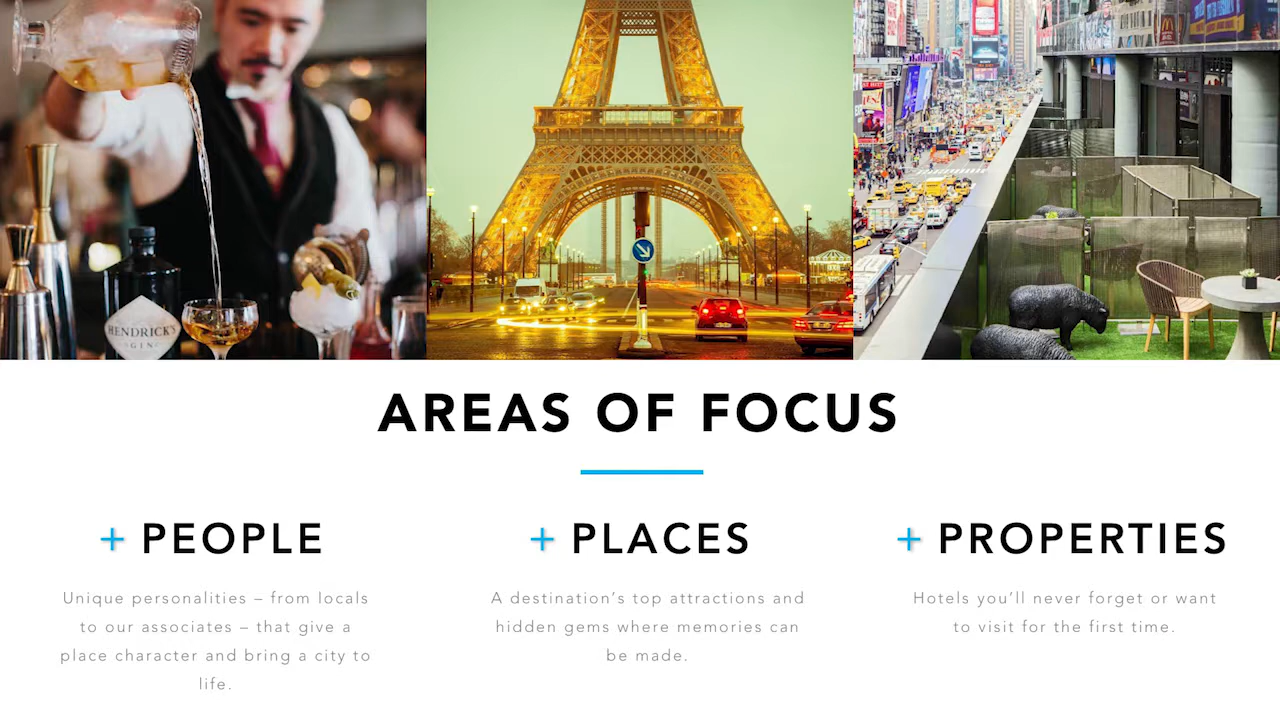 HENDRICK'S
GIN
AREAS OF FOCUS
+ PEOPLE
Unique personalities – from locals
to our associates – that give a
place character and bring a city to
life.
+ PLACES
A destination’s top attractions and
hidden gems where memories can
be made.
+ PROPERTIES
Hotels you’ll never forget or want
to visit for the first time.